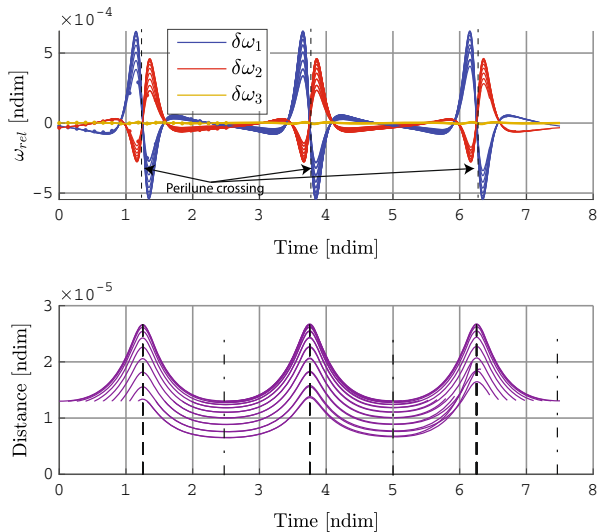 ×10⁻⁴
5
0
−5
ω_rel [ndim]
δω₁
δω₂
δω₃
Perilune crossing
0 1 2 3 4 5 6 7 8
Time [ndim]
×10⁻⁵
3
2
1
0
Distance [ndim]
0 1 2 3 4 5 6 7 8
Time [ndim]